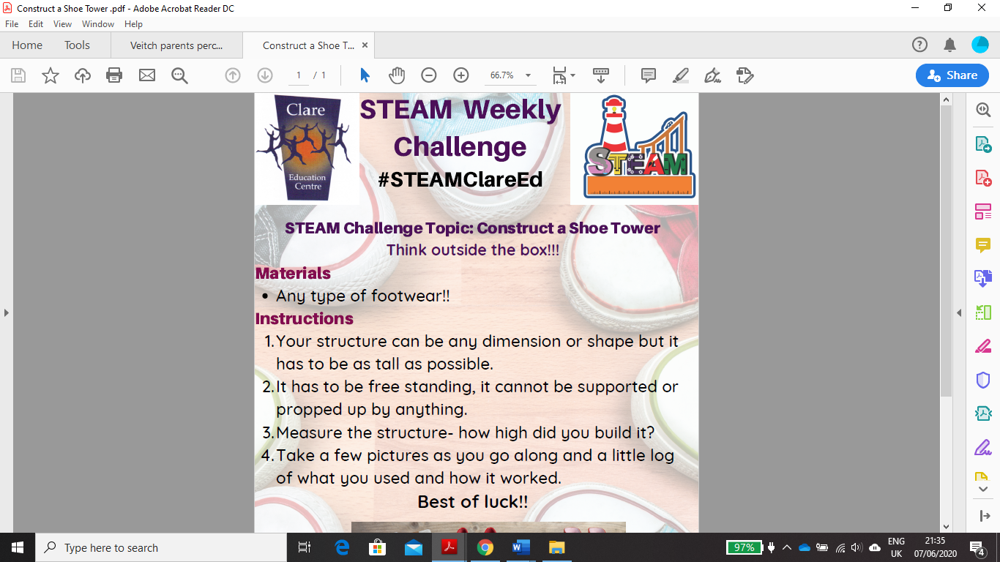 Construct a Shoe Tower .pdf - Adobe Acrobat Reader DC
File Edit View Window Help
Home Tools Veitch parents perc... Construct a Shoe T... ×
1 / 1 66.7% Share
Clare
Education
Centre
STEAM Weekly
Challenge
#STEAMClareEd
STEAM
STEAM Challenge Topic: Construct a Shoe Tower
Think outside the box!!!
Materials
• Any type of footwear!!
Instructions
1.Your structure can be any dimension or shape but it
has to be as tall as possible.
2.It has to be free standing, it cannot be supported or
propped up by anything.
3.Measure the structure- how high did you build it?
4.Take a few pictures as you go along and a little log
of what you used and how it worked.
Best of luck!!
Type here to search
97%
ENG
UK
21:35
07/06/2020
4